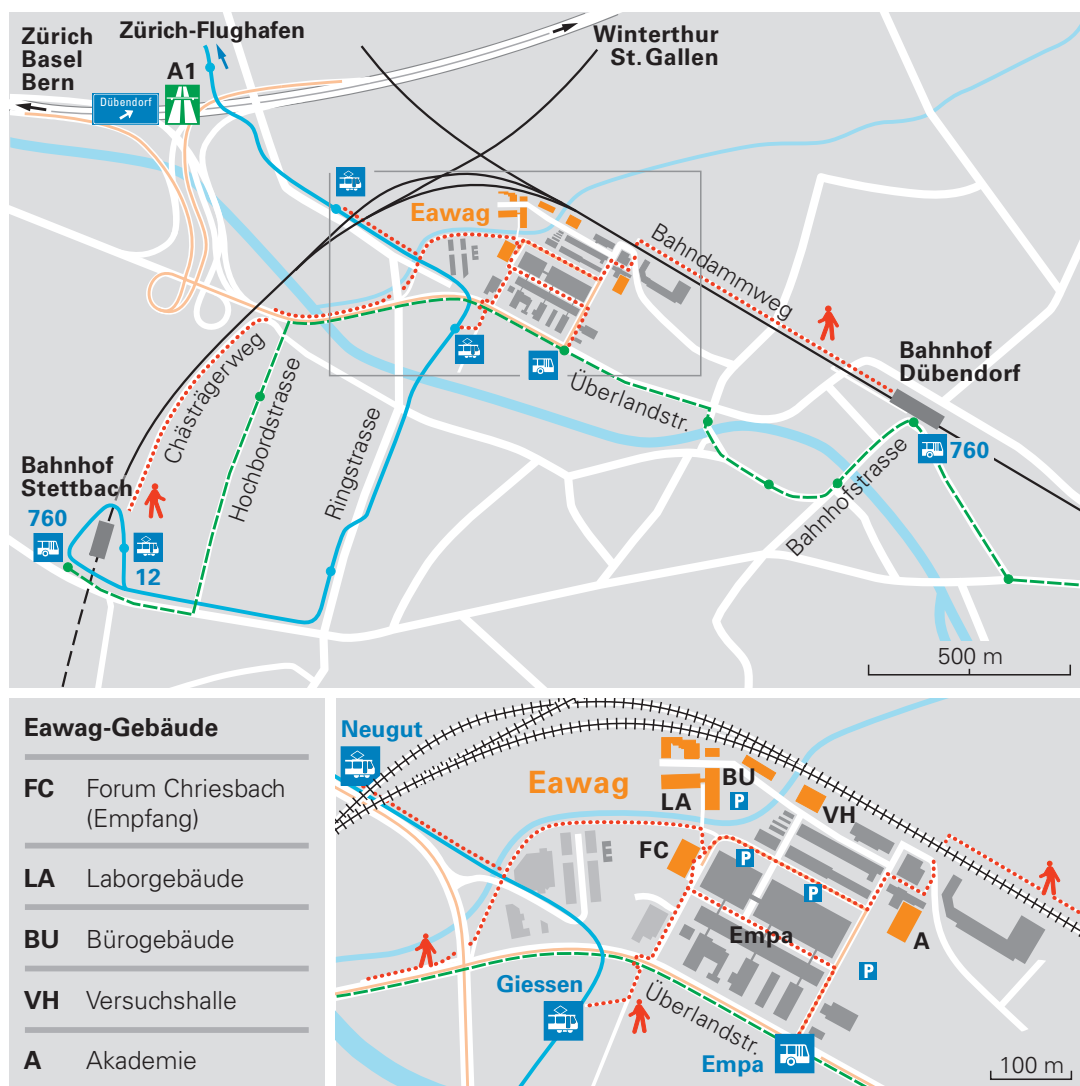 Zürich
Basel
Bern
Zürich-Flughafen
A1
Dübendorf
Winterthur
St. Gallen
Eawag
Bahndammweg
Bahnhof
Dübendorf
760
Überlandstr.
Bahnhofstrasse
Chästrägerweg
Hochbordstrasse
Ringstrasse
Bahnhof
Stettbach
760
12
500 m
Eawag-Gebäude
FC Forum Chriesbach
(Empfang)
LA Laborgebäude
BU Bürogebäude
VH Versuchshalle
A Akademie
Neugut
Eawag
BU
LA
P
VH
FC
P
P
Empa
A
P
Giessen
Überlandstr.
Empa
100 m